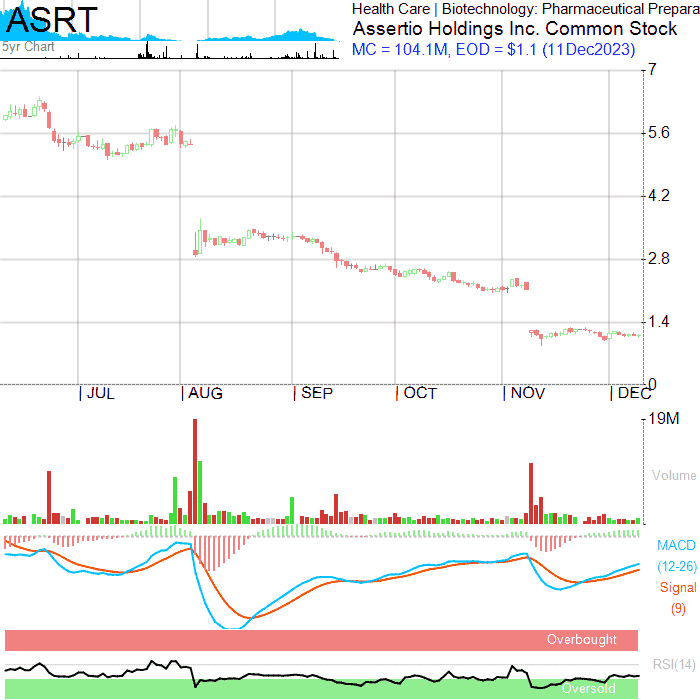 ASRT
5yr Chart
Health Care | Biotechnology: Pharmaceutical Prepara
Assertio Holdings Inc. Common Stock
MC = 104.1M, EOD = $1.1 (11Dec2023)
7
5.6
4.2
2.8
1.4
0
JUL
AUG
SEP
OCT
NOV
DEC
19M
Volume
MACD
(12-26)
Signal
(9)
Overbought
RSI(14)
Oversold